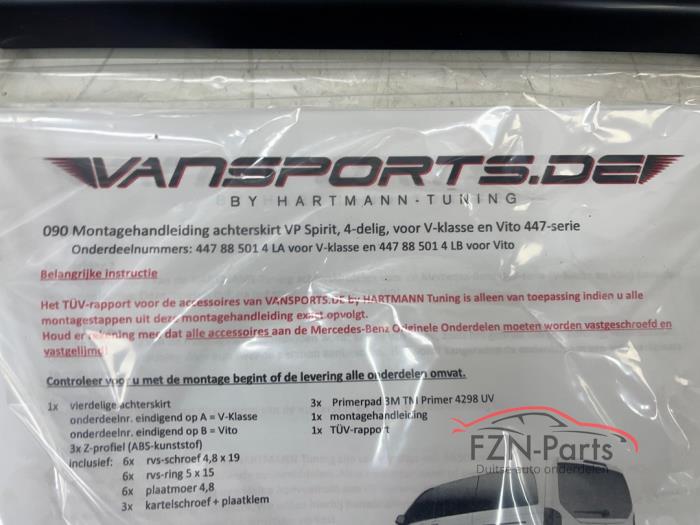 VANSPORTS.DE
BY HARTMANN-TUNING
090 Montagehandleiding achterskirt VP Spirit, 4-delig, voor V-klasse en Vito 447-serie
Onderdeelnummers: 447 88 501 4 LA voor V-klasse en 447 88 501 4 LB voor Vito
Belangrijke instructie
Het TÜV-rapport voor de accessoires van VANSPORTS.DE by HARTMANN Tuning is alleen van toepassing indien u alle
montagestappen uit deze montagehandleiding exact opvolgt.
Houd er rekening mee dat alle accessoires aan de Mercedes-Benz Originele Onderdelen moeten worden vastgeschroefd en
vastgelijmd!
Controleer voor u met de montage begint of de levering alle onderdelen omvat.
1x vierdelige achterskirt
onderdeelnr. eindigend op A = V-Klasse
onderdeelnr. eindigend op B = Vito
3x Z-profiel (ABS-kunststof)
inclusief: 6x rvs-schroef 4,8 x 19
6x rvs-ring 5 x 15
6x plaatmoer 4,8
3x kartelschroef + plaatklem
3x Primerpad 3M TM Primer 4298 UV
1x montagehandleiding
1x TÜV-rapport
FZN-Parts
Duitse auto onderdelen